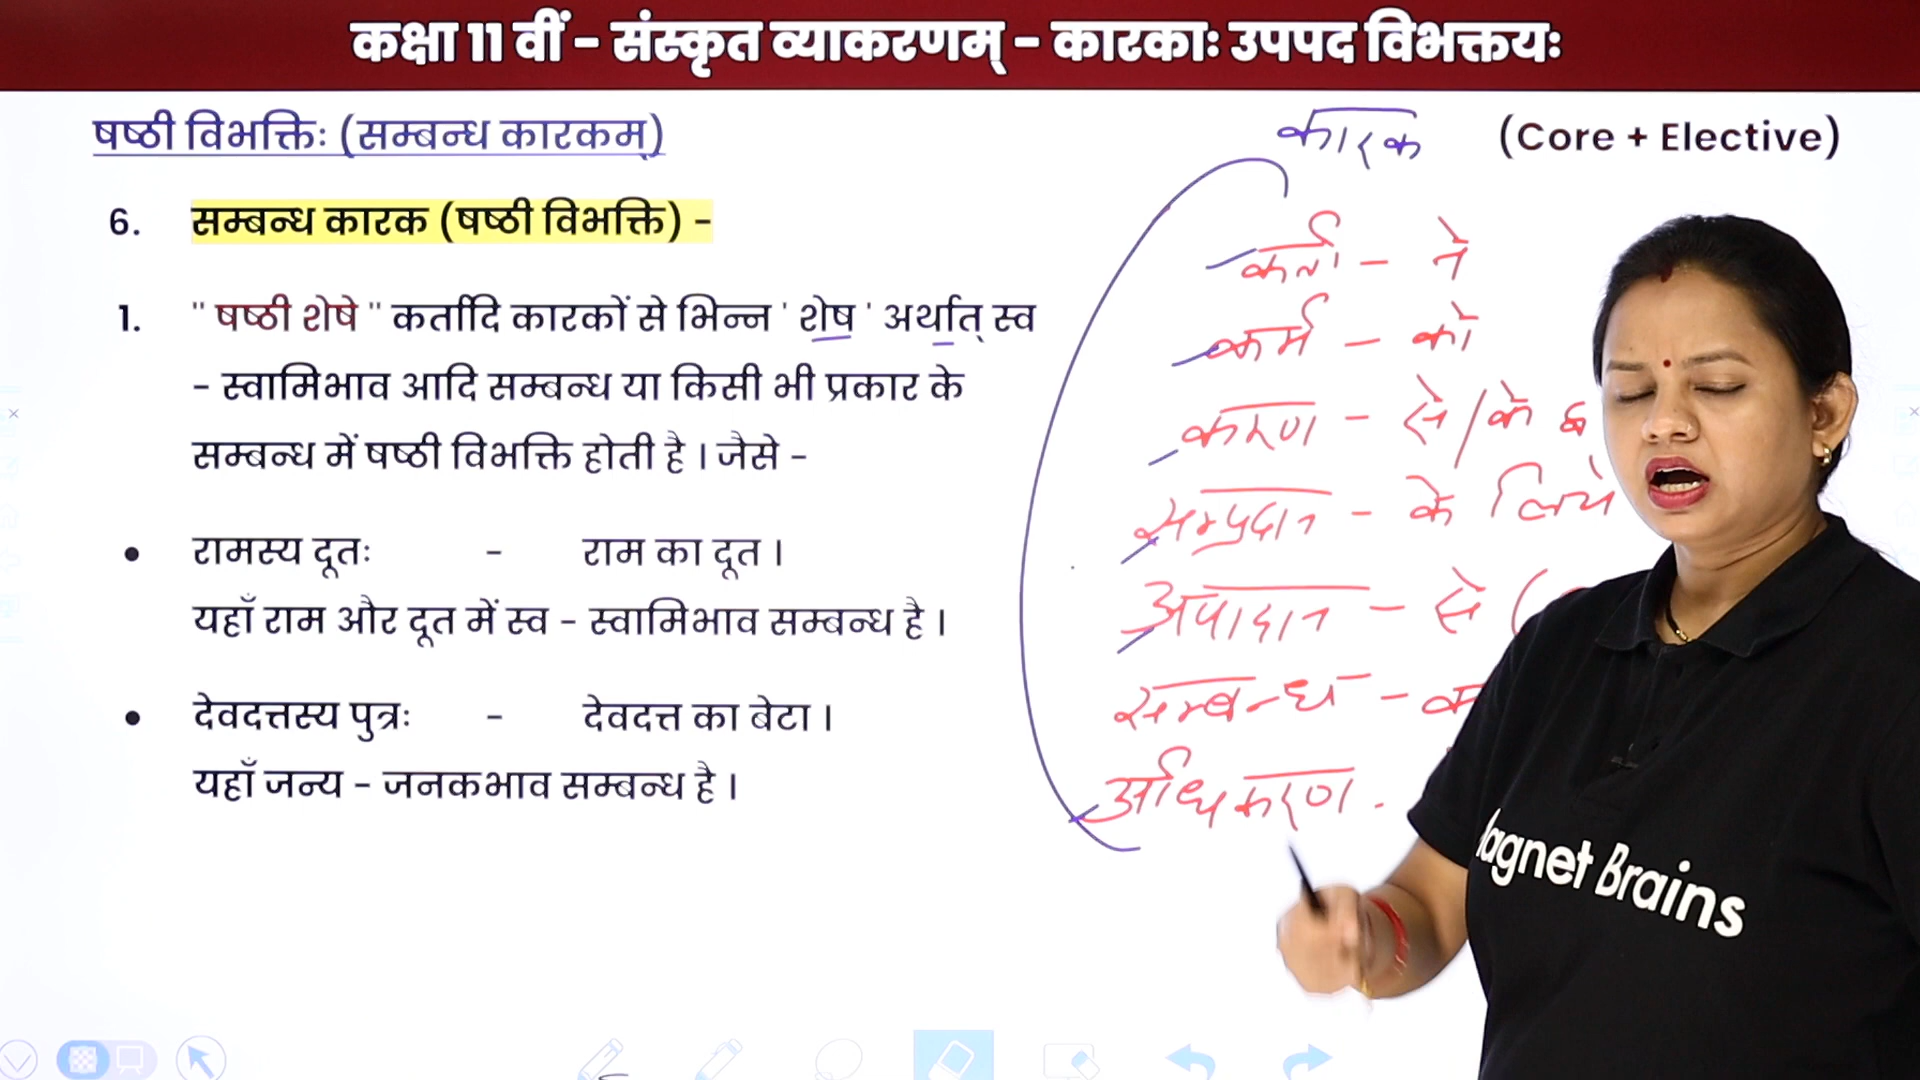 कक्षा 11 वीं - संस्कृत व्याकरणम् - कारकाः उपपद विभक्तयः
षष्ठी विभक्तिः (सम्बन्ध कारकम्)
कारक
(Core + Elective)
6. सम्बन्ध कारक (षष्ठी विभक्ति) -
1. " षष्ठी शेषे " कर्तादि कारकों से भिन्न ' शेष ' अर्थात् स्व
- स्वामिभाव आदि सम्बन्ध या किसी भी प्रकार के
सम्बन्ध में षष्ठी विभक्ति होती है । जैसे -
• रामस्य दूतः - राम का दूत ।
यहाँ राम और दूत में स्व - स्वामिभाव सम्बन्ध है ।
• देवदत्तस्य पुत्रः - देवदत्त का बेटा ।
यहाँ जन्य - जनकभाव सम्बन्ध है ।
कर्ता - ने
कर्म - को
करण - से / के
सम्प्रदान - के लिये
अपादान - से (
सम्बन्ध - क
अधिकरण .
agnet Brains